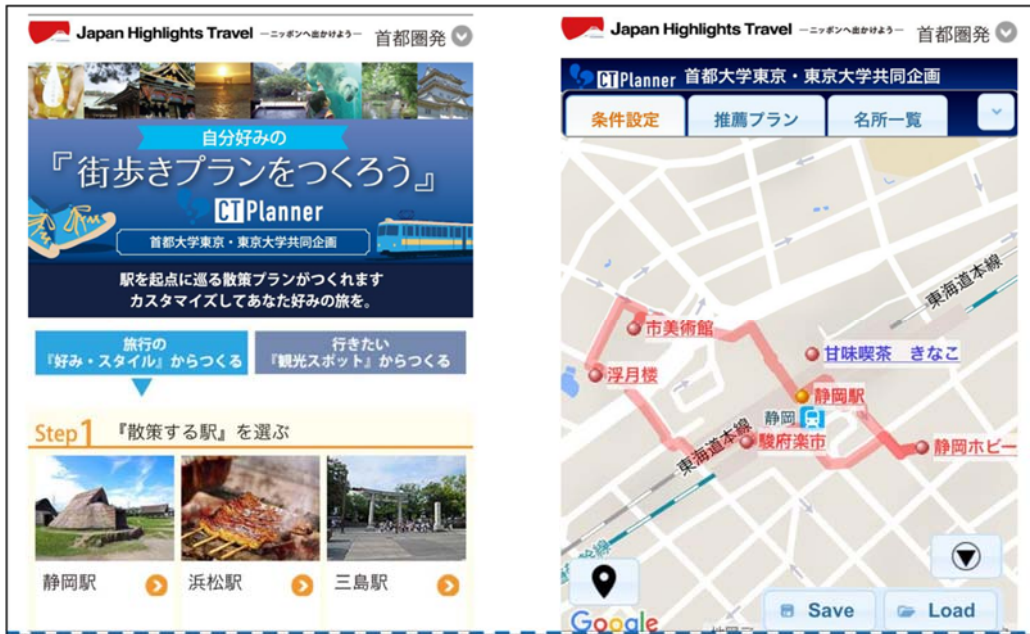 Japan Highlights Travel －ニッポンへ出かけよう－ 首都圏発
自分好みの
『街歩きプランをつくろう』
CTPlanner
首都大学東京・東京大学共同企画
駅を起点に巡る散策プランがつくれます
カスタマイズしてあなた好みの旅を。
旅行の
『好み・スタイル』からつくる
行きたい
『観光スポット』からつくる
Step1 『散策する駅』を選ぶ
静岡駅
浜松駅
三島駅
Japan Highlights Travel －ニッポンへ出かけよう－ 首都圏発
CTPlanner 首都大学東京・東京大学共同企画
条件設定
推薦プラン
名所一覧
東海道本線
市美術館
甘味喫茶 きなこ
浮月楼
静岡駅
静岡
東海道本線
駿府楽市
静岡ホビー
Google
Save
Load